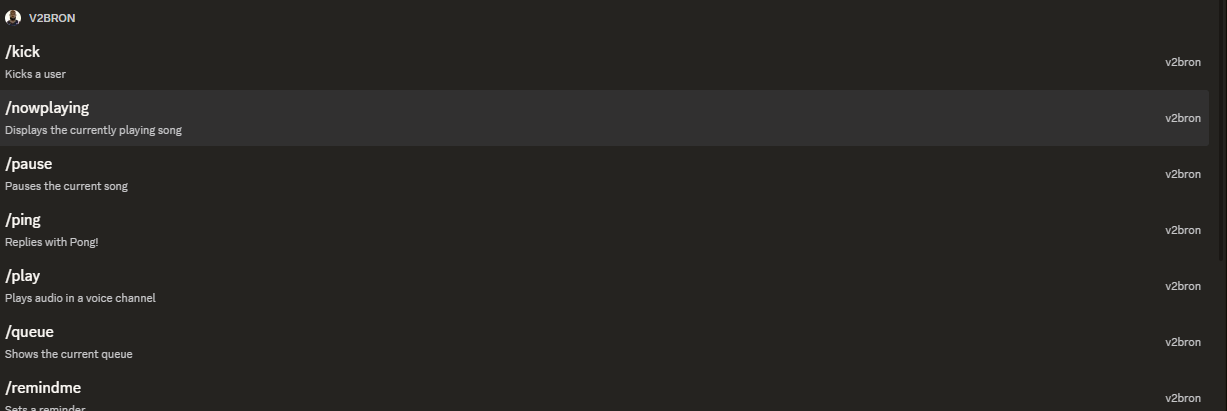 V2BRON
/kick
Kicks a user
v2bron
/nowplaying
Displays the currently playing song
v2bron
/pause
Pauses the current song
v2bron
/ping
Replies with Pong!
v2bron
/play
Plays audio in a voice channel
v2bron
/queue
Shows the current queue
v2bron
/remindme
Sets a reminder
v2bron